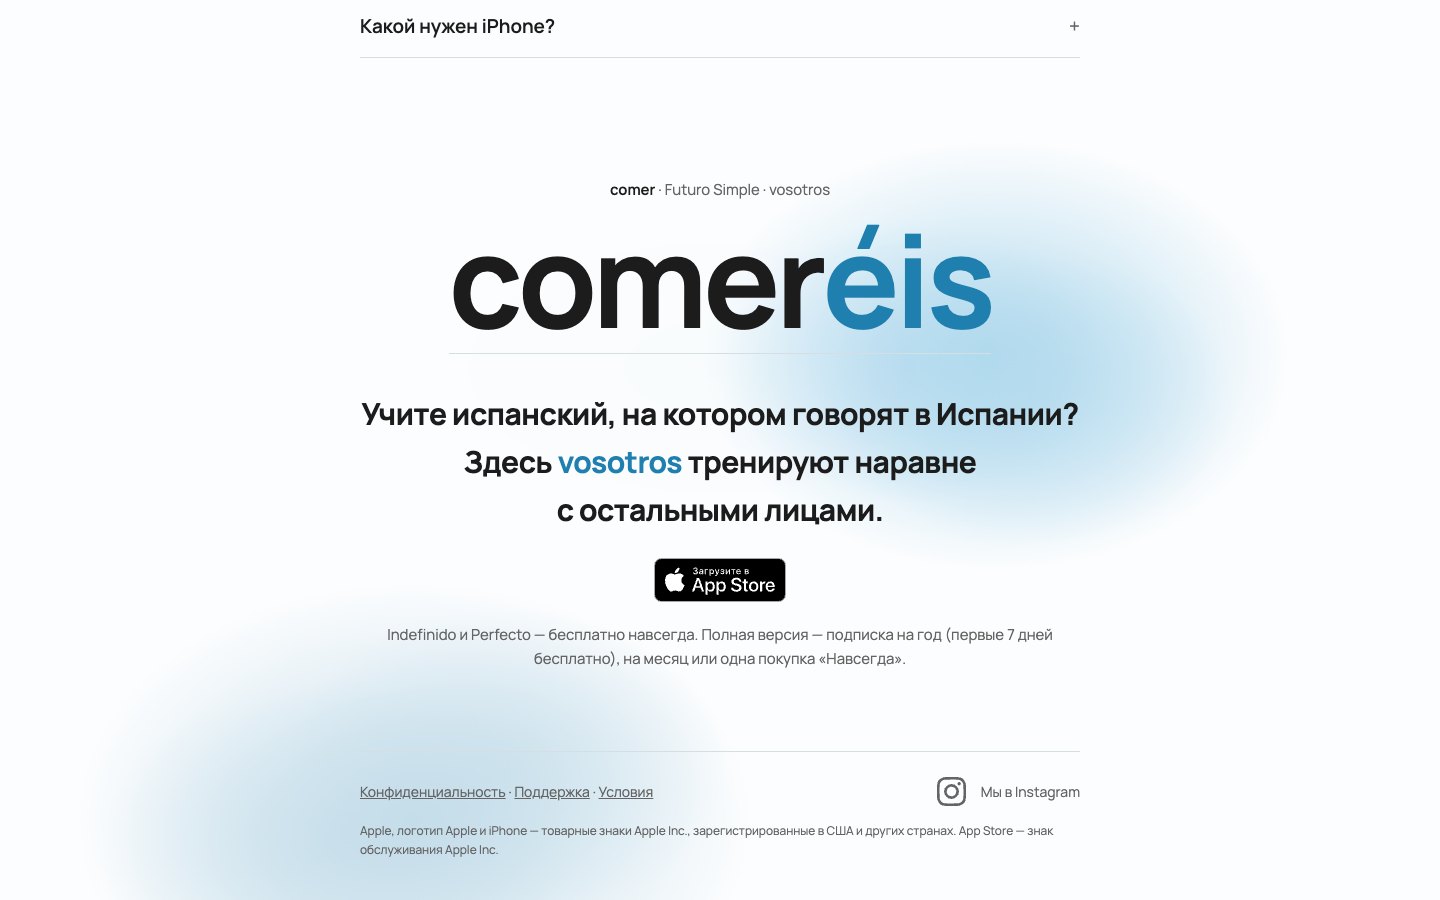 Какой нужен iPhone?
+
comer · Futuro Simple · vosotros
comeréis
Учите испанский, на котором говорят в Испании?
Здесь vosotros тренируют наравне
с остальными лицами.
Загрузите в
App Store
Indefinido и Perfecto — бесплатно навсегда. Полная версия — подписка на год (первые 7 дней
бесплатно), на месяц или одна покупка «Навсегда».
Конфиденциальность · Поддержка · Условия
Мы в Instagram
Apple, логотип Apple и iPhone — товарные знаки Apple Inc., зарегистрированные в США и других странах. App Store — знак
обслуживания Apple Inc.